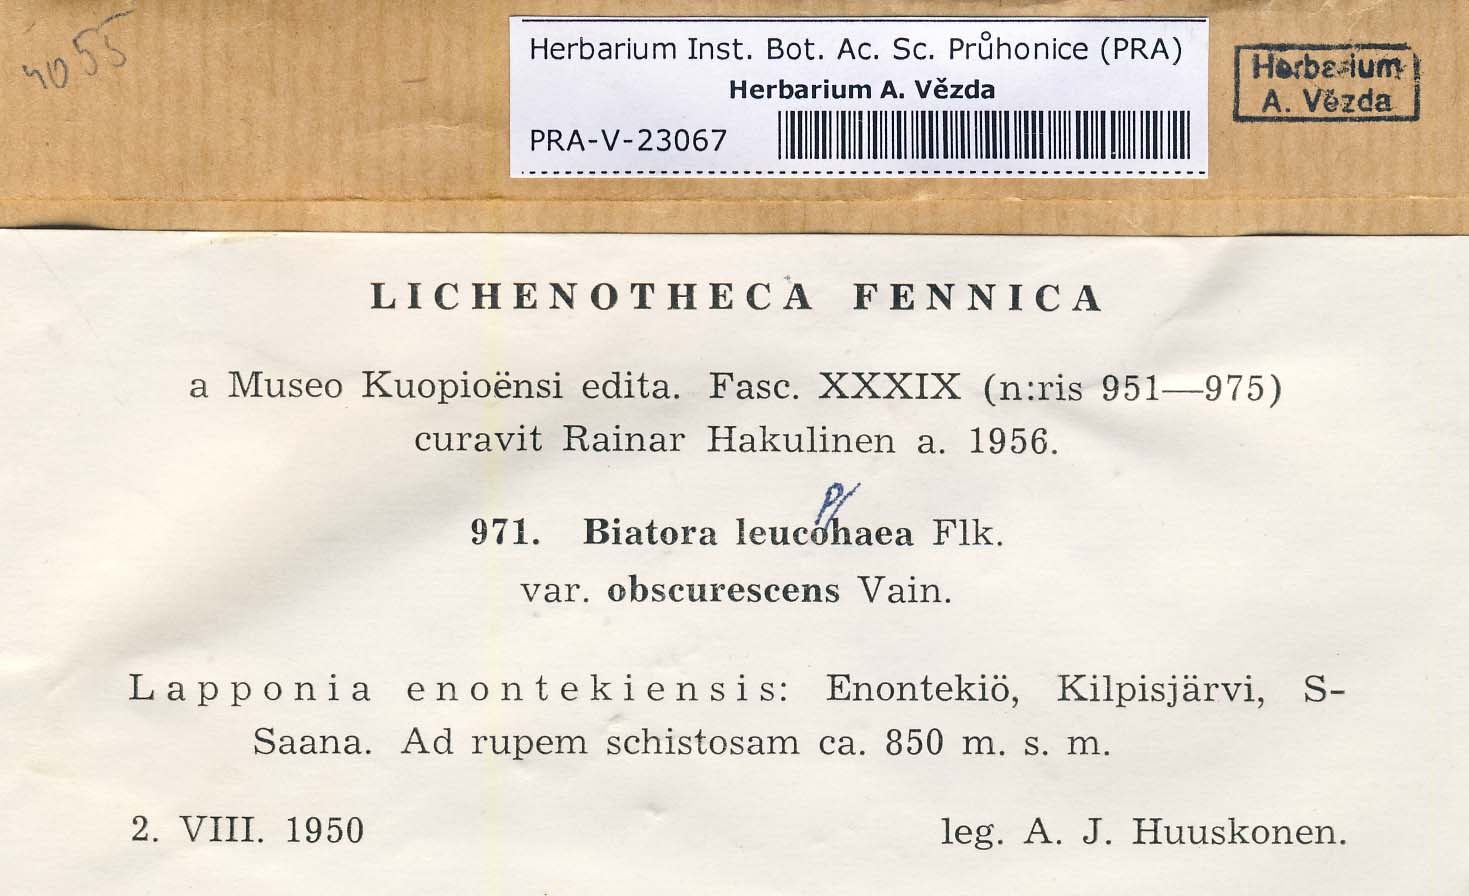 4055
Herbarium Inst. Bot. Ac. Sc. Průhonice (PRA)
Herbarium A. Vězda
PRA-V-23067
Herbarium
A. Vězda
LICHENOTHECA FENNICA
a Museo Kuopioënsi edita. Fasc. XXXIX (n:ris 951—975)
curavit Rainar Hakulinen a. 1956.
p/
971. Biatora leucohaea Flk.
var. obscurescens Vain.
Lapponia enontekiensis: Enontekiö, Kilpisjärvi, S-
Saana. Ad rupem schistosam ca. 850 m. s. m.
2. VIII. 1950 leg. A. J. Huuskonen.